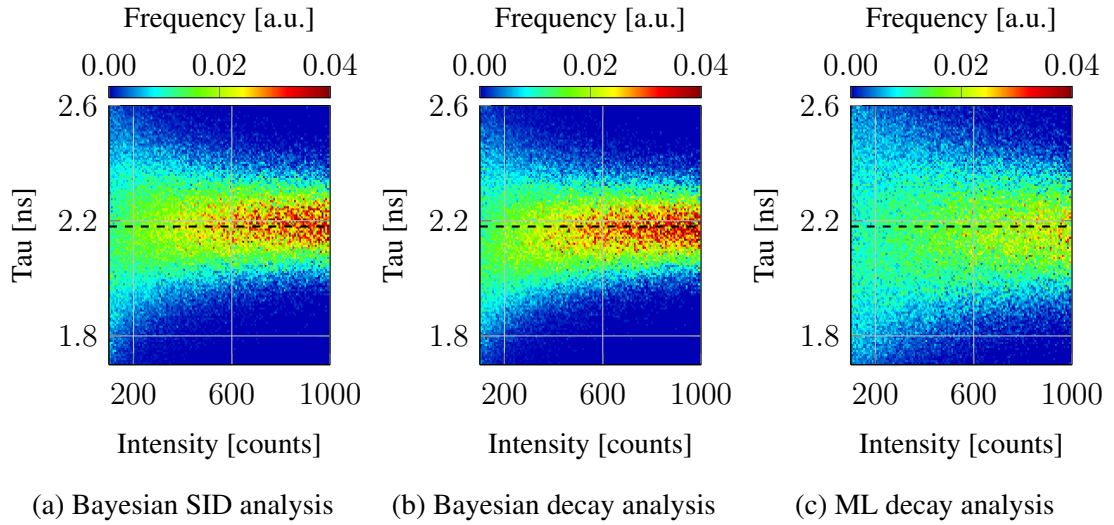 Frequency [a.u.] Frequency [a.u.] Frequency [a.u.]
0.00 0.02 0.04 0.00 0.02 0.04 0.00 0.02 0.04
2.6 2.6 2.6
2.2 2.2 2.2
Tau [ns] Tau [ns] Tau [ns]
1.8 1.8 1.8
200 600 1000 200 600 1000 200 600 1000
Intensity [counts] Intensity [counts] Intensity [counts]
(a) Bayesian SID analysis (b) Bayesian decay analysis (c) ML decay analysis